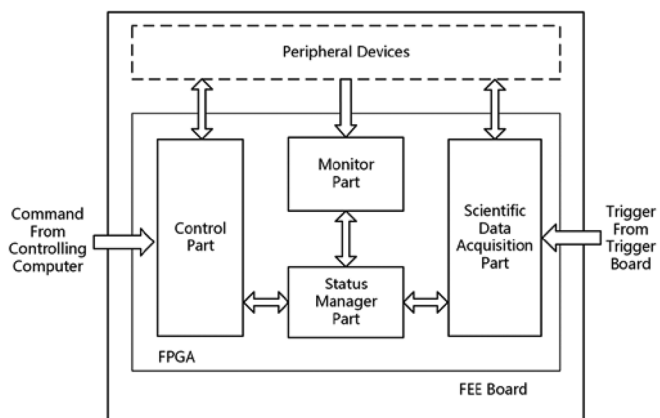 Peripheral Devices
Monitor
Part
Command
From
Controlling
Computer
Control
Part
Scientific
Data
Acquisition
Part
Trigger
From
Trigger
Board
Status
Manager
Part
FPGA
FEE Board